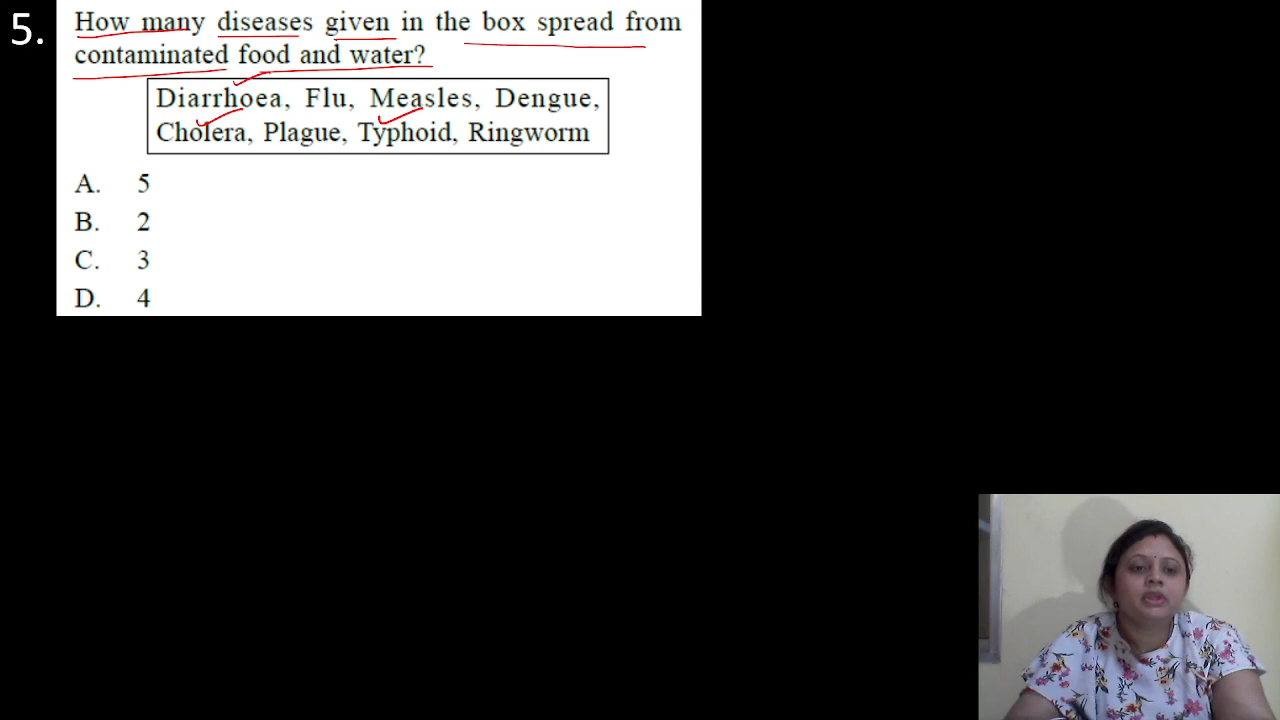 5.
How many diseases given in the box spread from
contaminated food and water?
Diarrhoea, Flu, Measles, Dengue,
Cholera, Plague, Typhoid, Ringworm
A. 5
B. 2
C. 3
D. 4